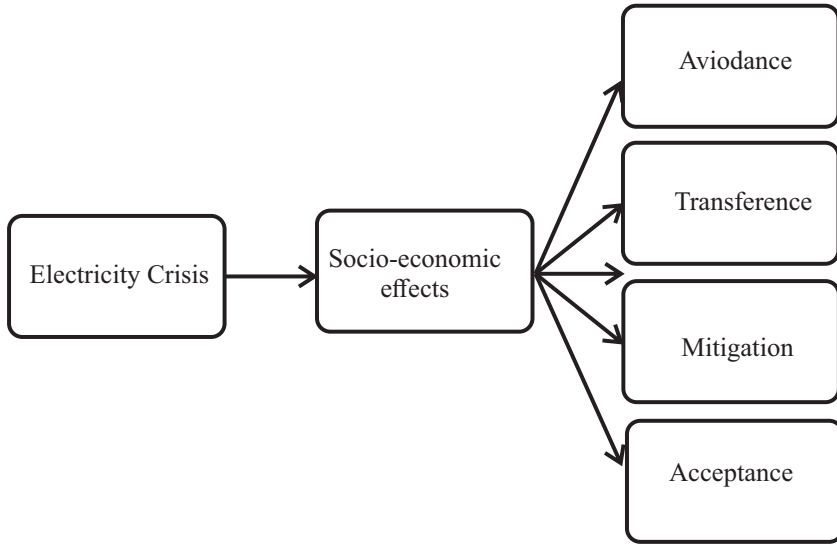 Electricity Crisis
Socio-economic
effects
Aviodance
Transference
Mitigation
Acceptance